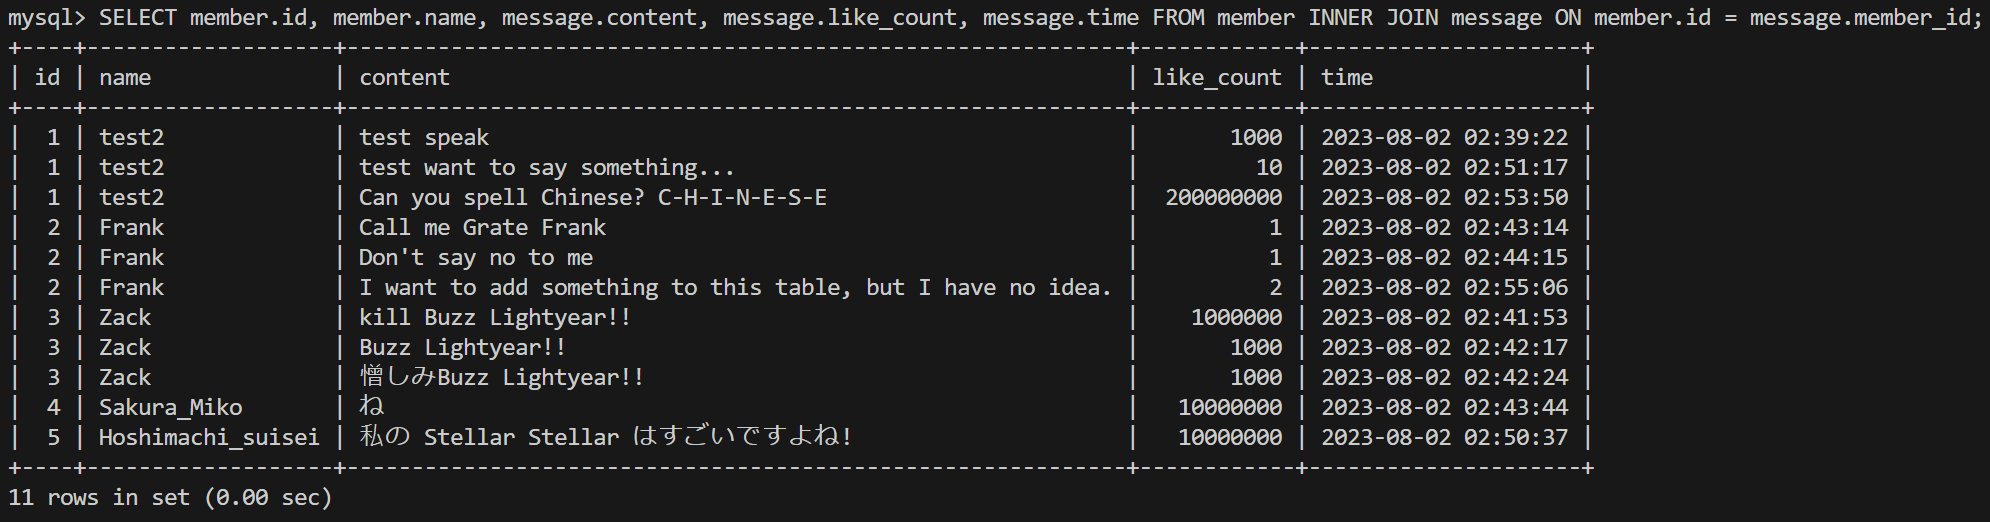 mysql> SELECT member.id, member.name, message.content, message.like_count, message.time FROM member INNER JOIN message ON member.id = message.member_id;
+----+-------------------+------------------------------------------------------------+------------+---------------------+
| id | name              | content                                                    | like_count | time                |
+----+-------------------+------------------------------------------------------------+------------+---------------------+
|  1 | test2             | test speak                                                 |       1000 | 2023-08-02 02:39:22 |
|  1 | test2             | test want to say something...                              |         10 | 2023-08-02 02:51:17 |
|  1 | test2             | Can you spell Chinese? C-H-I-N-E-S-E                       |  200000000 | 2023-08-02 02:53:50 |
|  2 | Frank             | Call me Grate Frank                                        |          1 | 2023-08-02 02:43:14 |
|  2 | Frank             | Don't say no to me                                         |          1 | 2023-08-02 02:44:15 |
|  2 | Frank             | I want to add something to this table, but I have no idea. |          2 | 2023-08-02 02:55:06 |
|  3 | Zack              | kill Buzz Lightyear!!                                      |    1000000 | 2023-08-02 02:41:53 |
|  3 | Zack              | Buzz Lightyear!!                                           |       1000 | 2023-08-02 02:42:17 |
|  3 | Zack              | 憎しみBuzz Lightyear!!                                     |       1000 | 2023-08-02 02:42:24 |
|  4 | Sakura_Miko       | ね                                                         |   10000000 | 2023-08-02 02:43:44 |
|  5 | Hoshimachi_suisei | 私の Stellar Stellar はすごいですよね!                     |   10000000 | 2023-08-02 02:50:37 |
+----+-------------------+------------------------------------------------------------+------------+---------------------+
11 rows in set (0.00 sec)